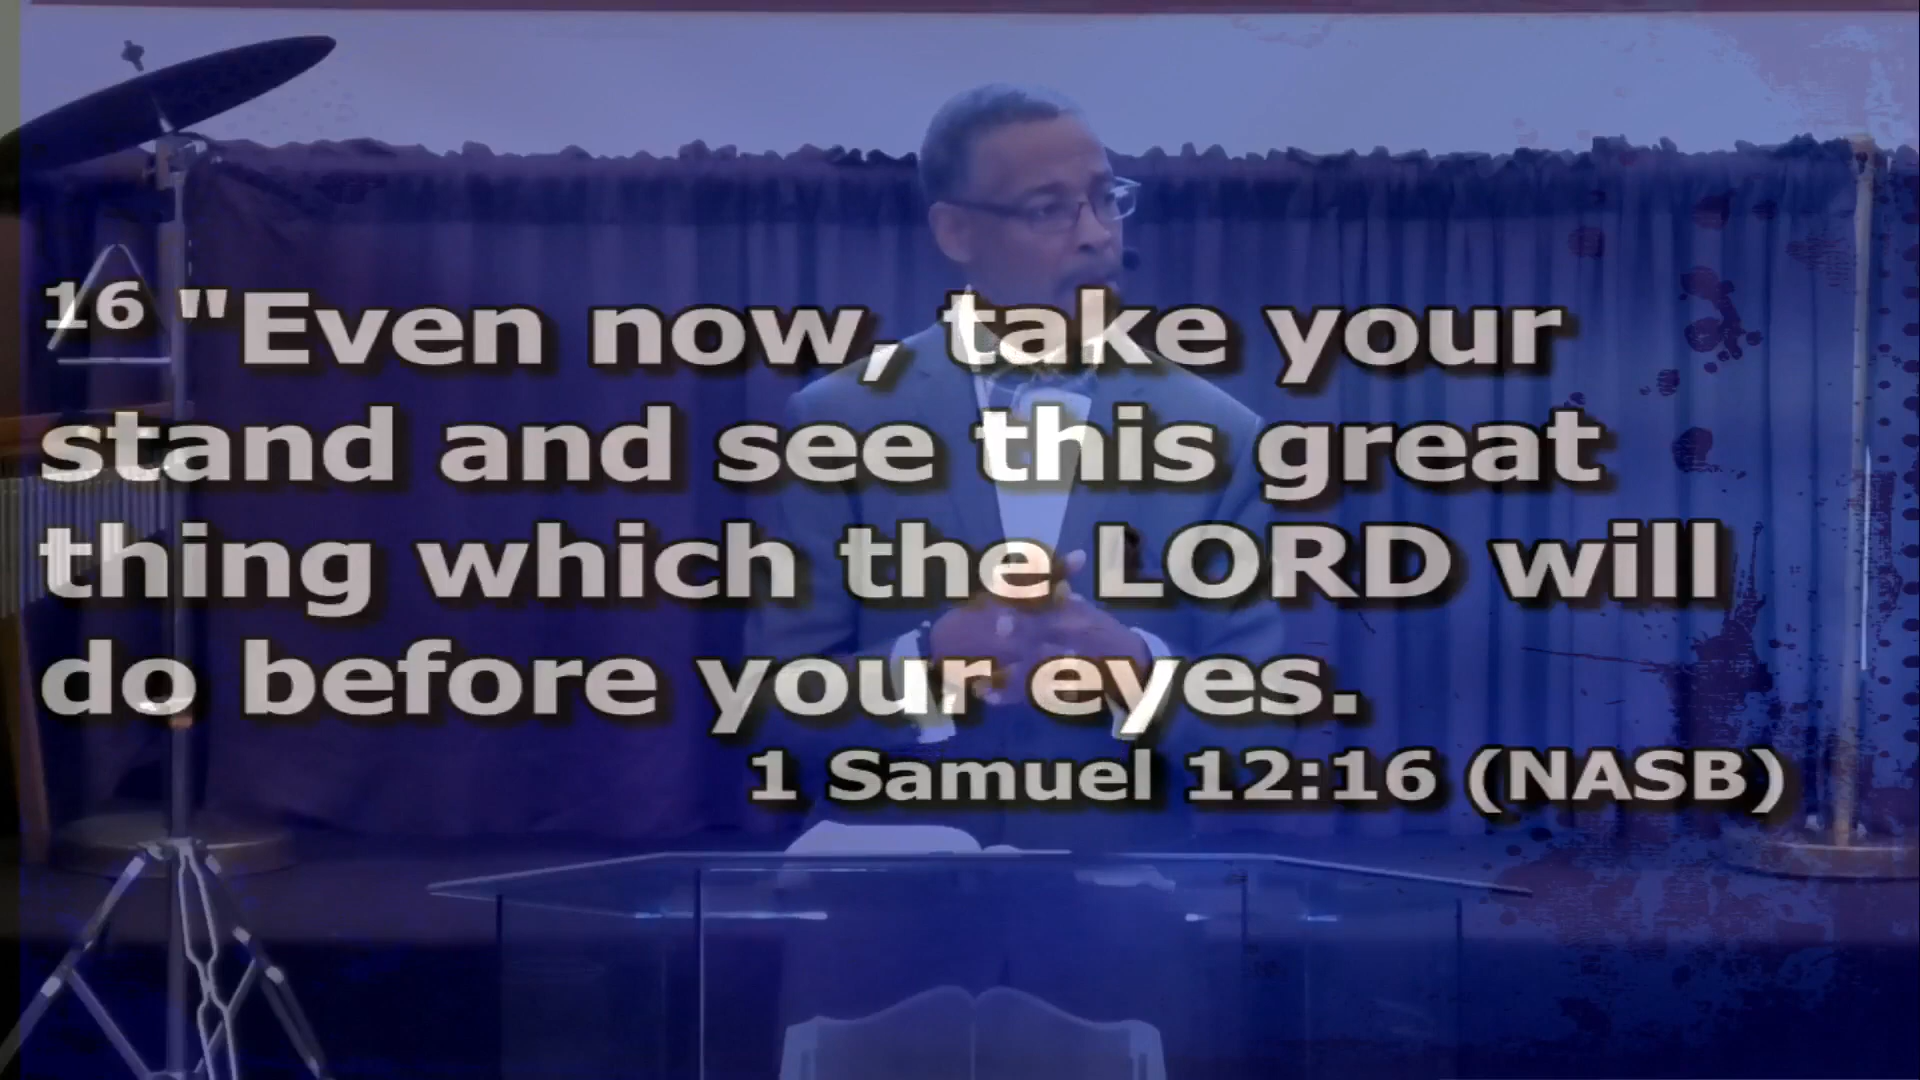 16 "Even now, take your
stand and see this great
thing which the LORD will
do before your eyes.
1 Samuel 12:16 (NASB)